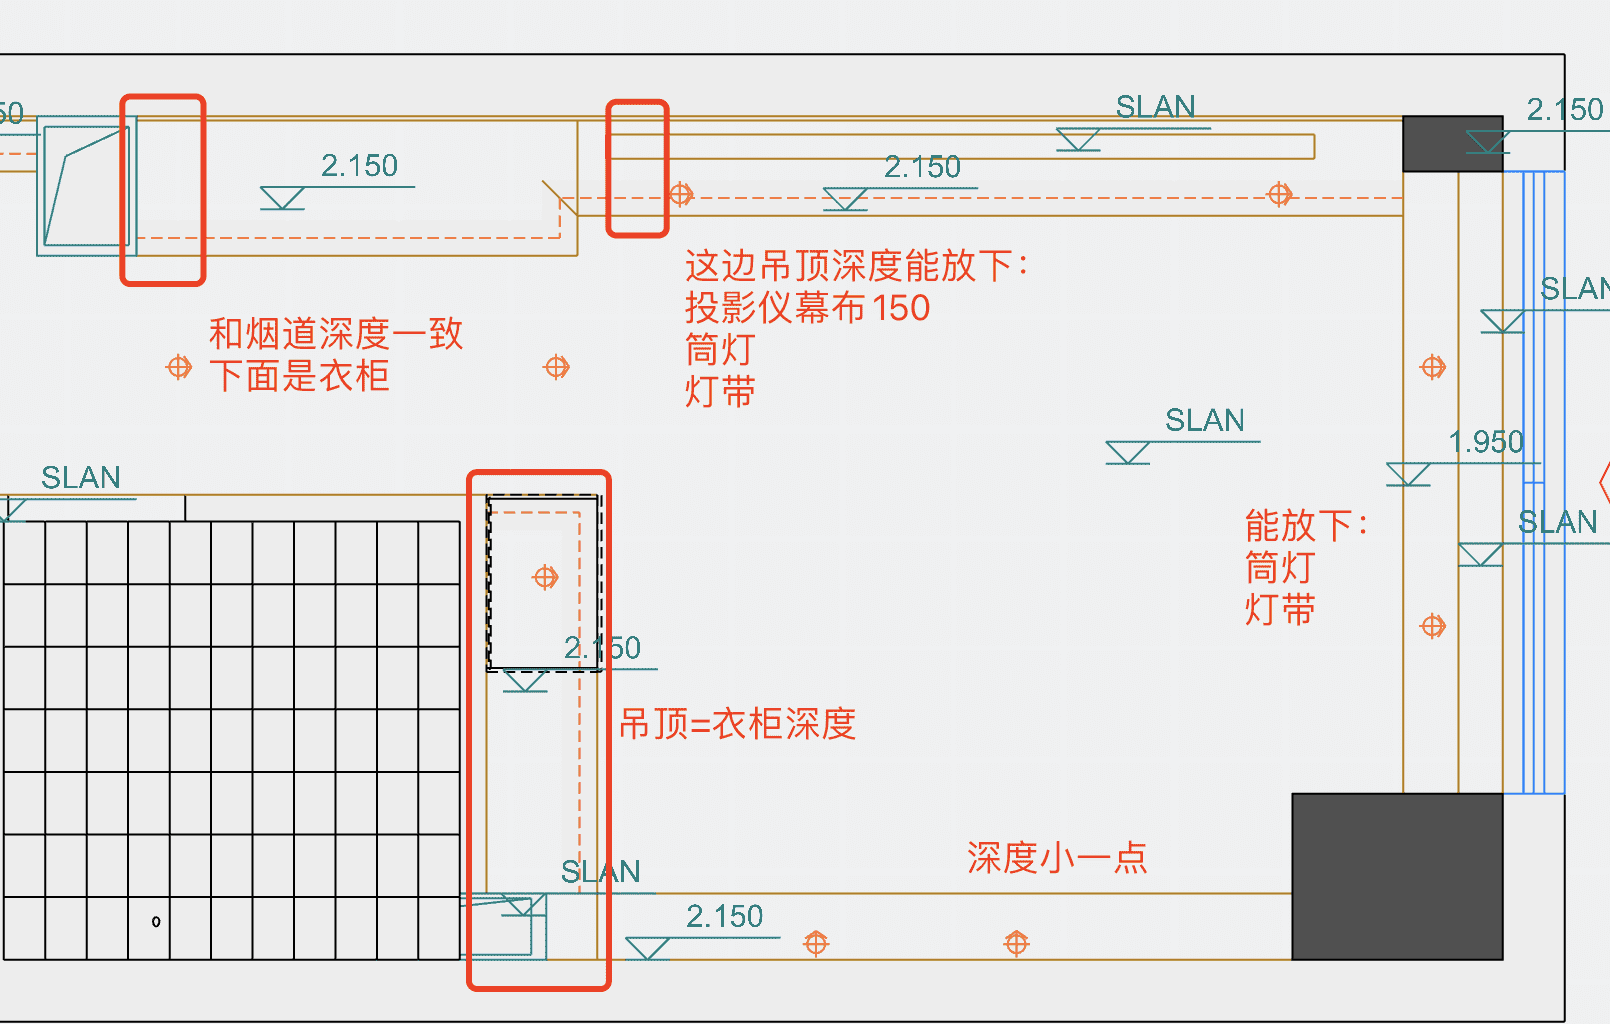 SLAN
2.150
50
2.150
2.150
这边吊顶深度能放下：
投影仪幕布150
筒灯
灯带
SLAN
和烟道深度一致
下面是衣柜
SLAN
1.950
SLAN
能放下：
筒灯
灯带
SLAN
2.150
吊顶=衣柜深度
深度小一点
SLAN
2.150